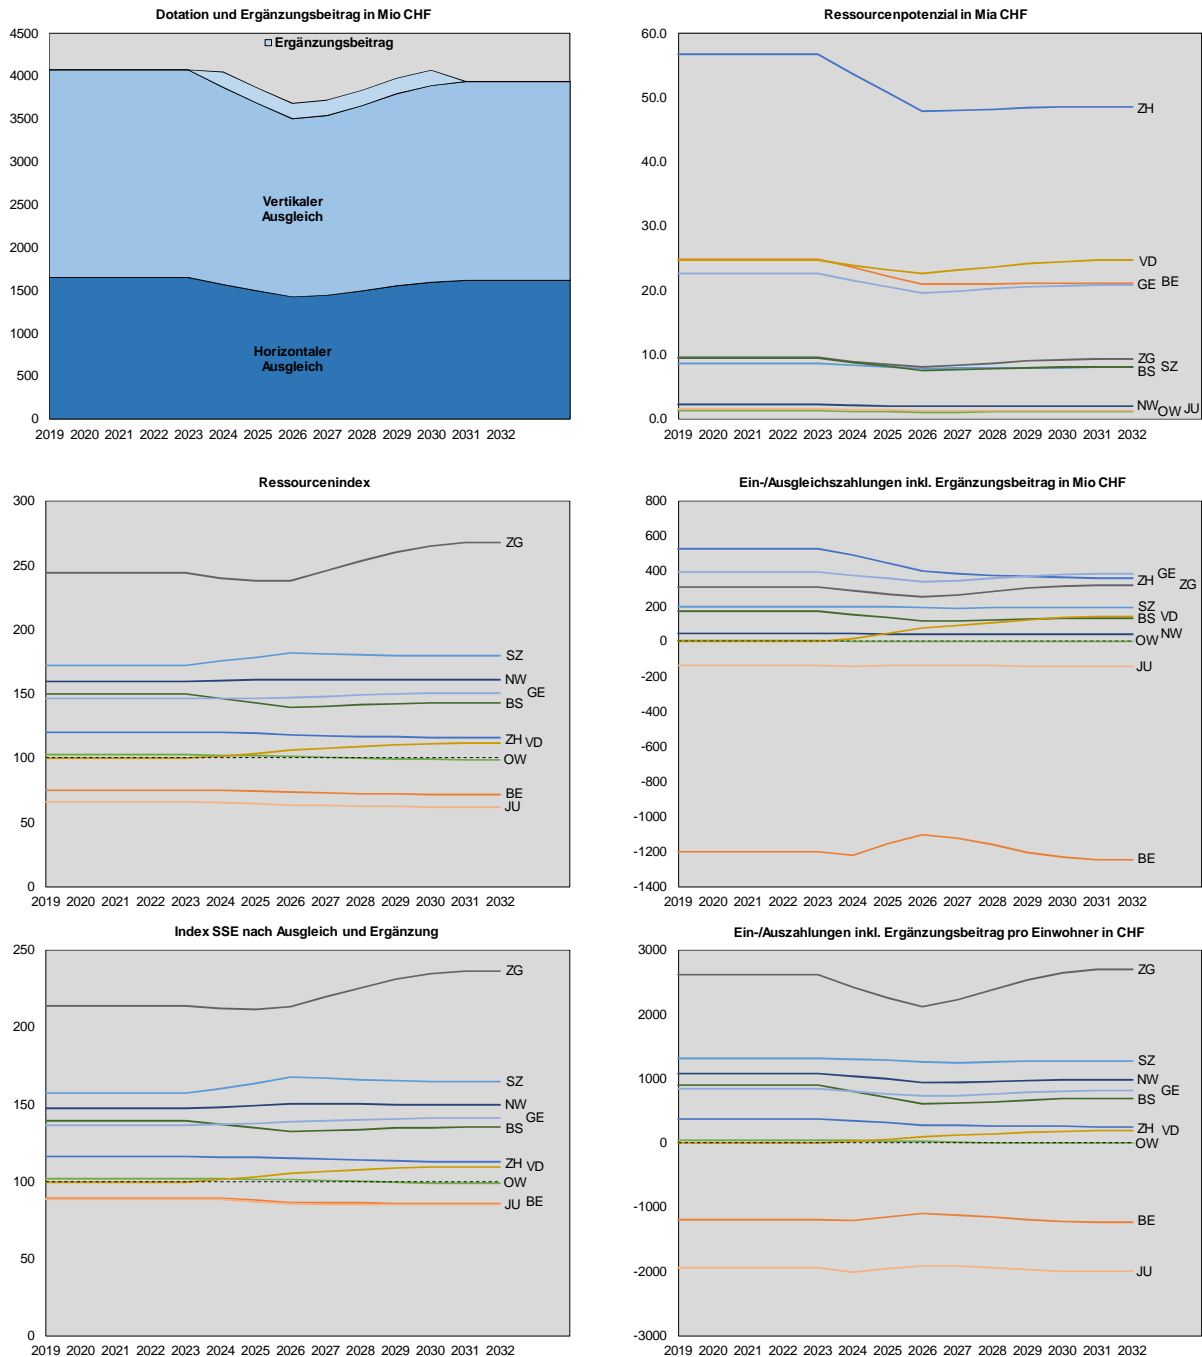 Dotation und Ergänzungsbeitrag in Mio CHF
4500
4000
3500
3000
2500
2000
1500
1000
500
0
Ergänzungsbeitrag
Vertikaler
Ausgleich
Horizontaler
Ausgleich
2019 2020 2021 2022 2023 2024 2025 2026 2027 2028 2029 2030 2031 2032
Ressourcenpotenzial in Mia CHF
60.0
50.0
40.0
30.0
20.0
10.0
0.0
ZH
VD
GE BE
ZG
BS SZ
NW OW JU
2019 2020 2021 2022 2023 2024 2025 2026 2027 2028 2029 2030 2031 2032
Ressourcenindex
300
250
200
150
100
50
0
ZG
SZ
NW
GE
BS
ZH VD
OW
BE
JU
2019 2020 2021 2022 2023 2024 2025 2026 2027 2028 2029 2030 2031 2032
Ein-/Ausgleichszahlungen inkl. Ergänzungsbeitrag in Mio CHF
800
600
400
200
0
-200
-400
-600
-800
-1000
-1200
-1400
GE
ZH ZG
SZ
BS VD
OW NW
JU
BE
2019 2020 2021 2022 2023 2024 2025 2026 2027 2028 2029 2030 2031 2032
Index SSE nach Ausgleich und Ergänzung
250
200
150
100
50
0
ZG
SZ
NW
GE
BS
ZH VD
OW
JU BE
2019 2020 2021 2022 2023 2024 2025 2026 2027 2028 2029 2030 2031 2032
Ein-/Auszahlungen inkl. Ergänzungsbeitrag pro Einwohner in CHF
3000
2000
1000
0
-1000
-2000
-3000
ZG
SZ
NW
GE
BS
ZH VD
OW
BE
JU
2019 2020 2021 2022 2023 2024 2025 2026 2027 2028 2029 2030 2031 2032